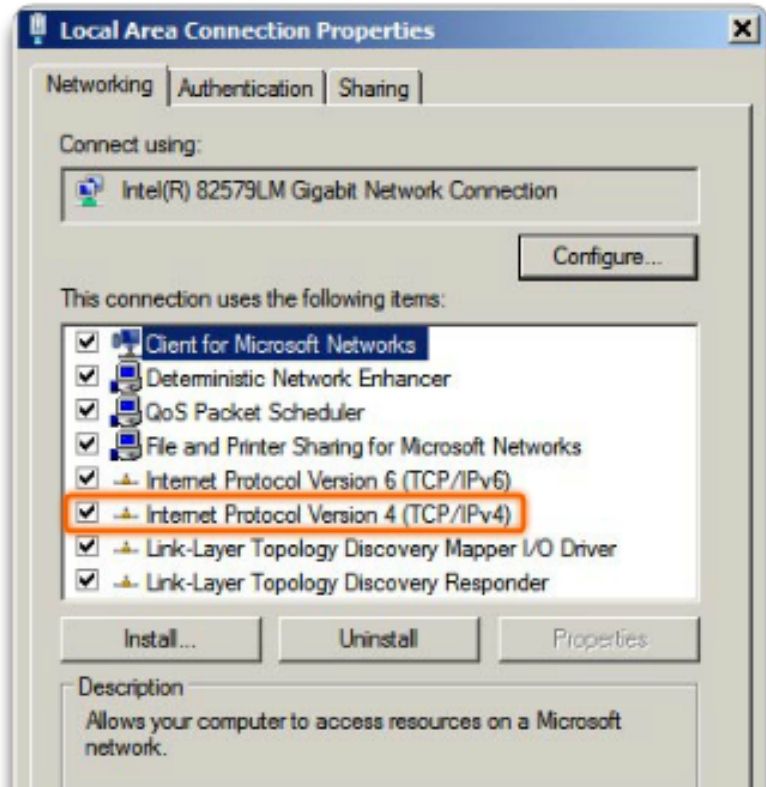 Local Area Connection Properties
Networking Authentication Sharing
Connect using:
Intel(R) 82579LM Gigabit Network Connection
Configure...
This connection uses the following items:
Client for Microsoft Networks
Deterministic Network Enhancer
QoS Packet Scheduler
File and Printer Sharing for Microsoft Networks
Internet Protocol Version 6 (TCP/IPv6)
Internet Protocol Version 4 (TCP/IPv4)
Link-Layer Topology Discovery Mapper I/O Driver
Link-Layer Topology Discovery Responder
Install... Uninstall Properties
Description
Allows your computer to access resources on a Microsoft
network.